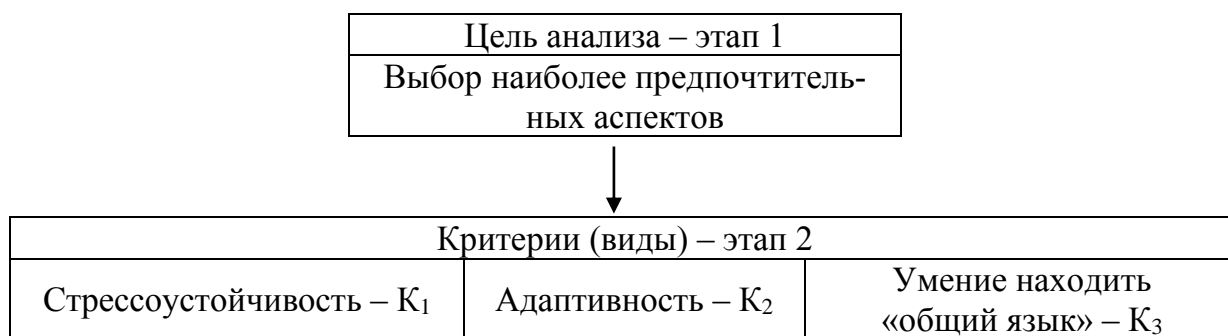 Цель анализа – этап 1
Выбор наиболее предпочтитель-
ных аспектов
Критерии (виды) – этап 2
Стрессоустойчивость – К₁
Адаптивность – К₂
Умение находить
«общий язык» – К₃